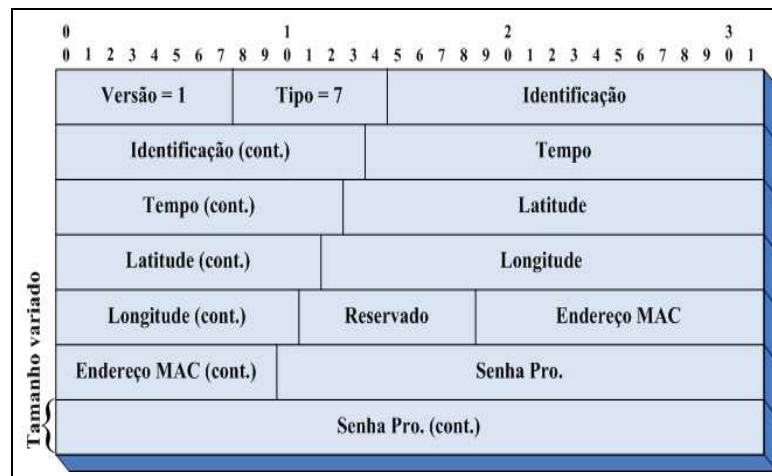 0 1 2 3
0 1 2 3 4 5 6 7 8 9 0 1 2 3 4 5 6 7 8 9 0 1 2 3 4 5 6 7 8 9 0 1
Versão = 1 Tipo = 7 Identificação
Identificação (cont.) Tempo
Tempo (cont.) Latitude
Latitude (cont.) Longitude
Longitude (cont.) Reservado Endereço MAC
Endereço MAC (cont.) Senha Pro.
Senha Pro. (cont.)
Tamanho variado